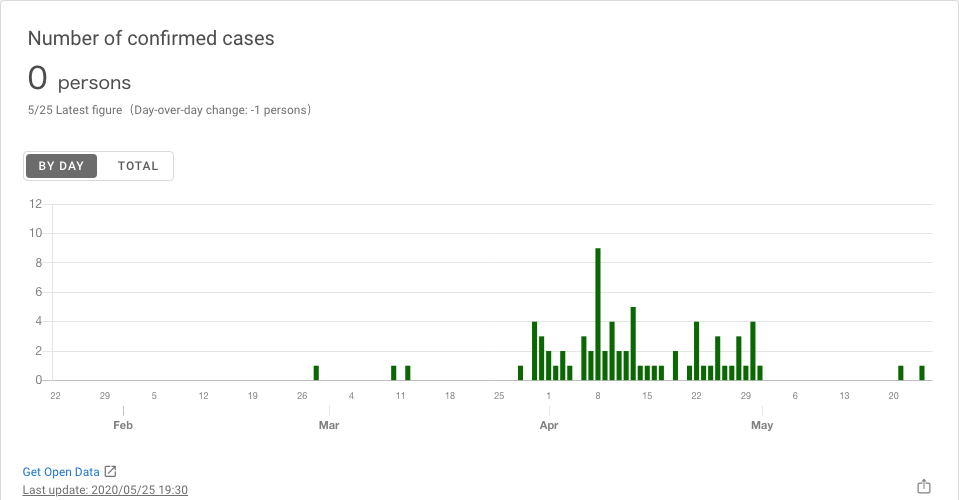 Number of confirmed cases
0 persons
5/25 Latest figure (Day-over-day change: -1 persons)
BY DAY TOTAL
12
10
8
6
4
2
0
22 29 5 12 19 26 4 11 18 25 1 8 15 22 29 6 13 20
Feb Mar Apr May
Get Open Data
Last update: 2020/05/25 19:30